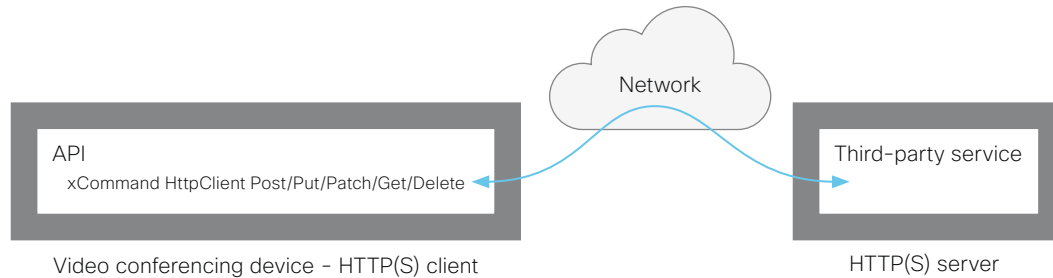 Network
API
xCommand HttpClient Post/Put/Patch/Get/Delete
Third-party service
Video conferencing device - HTTP(S) client
HTTP(S) server